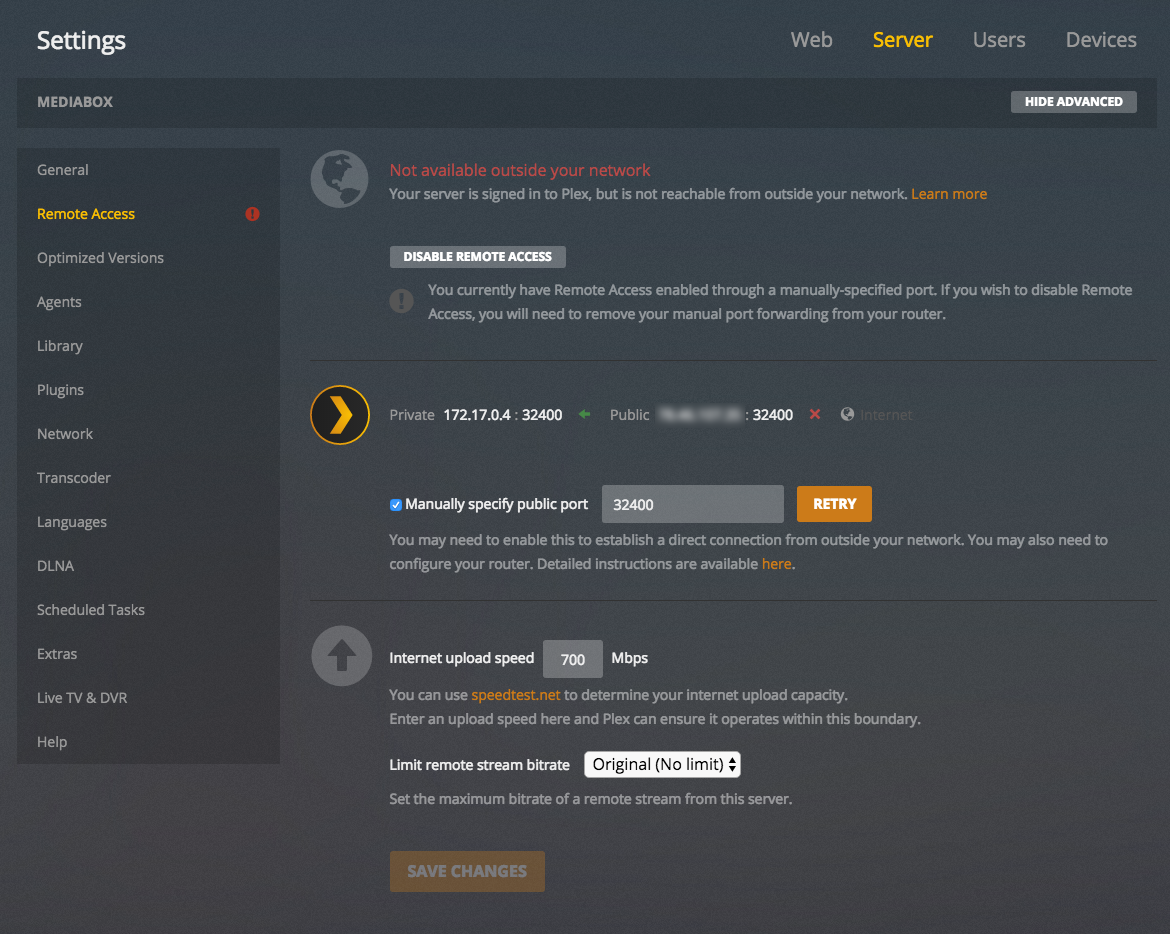 Settings
Web Server Users Devices
MEDIABOX
HIDE ADVANCED
General
Remote Access
Optimized Versions
Agents
Library
Plugins
Network
Transcoder
Languages
DLNA
Scheduled Tasks
Extras
Live TV & DVR
Help
Not available outside your network
Your server is signed in to Plex, but is not reachable from outside your network. Learn more
DISABLE REMOTE ACCESS
You currently have Remote Access enabled through a manually-specified port. If you wish to disable Remote
Access, you will need to remove your manual port forwarding from your router.
Private 172.17.0.4 : 32400 Public : 32400 Internet
Manually specify public port 32400 RETRY
You may need to enable this to establish a direct connection from outside your network. You may also need to
configure your router. Detailed instructions are available here.
Internet upload speed 700 Mbps
You can use speedtest.net to determine your internet upload capacity.
Enter an upload speed here and Plex can ensure it operates within this boundary.
Limit remote stream bitrate Original (No limit)
Set the maximum bitrate of a remote stream from this server.
SAVE CHANGES